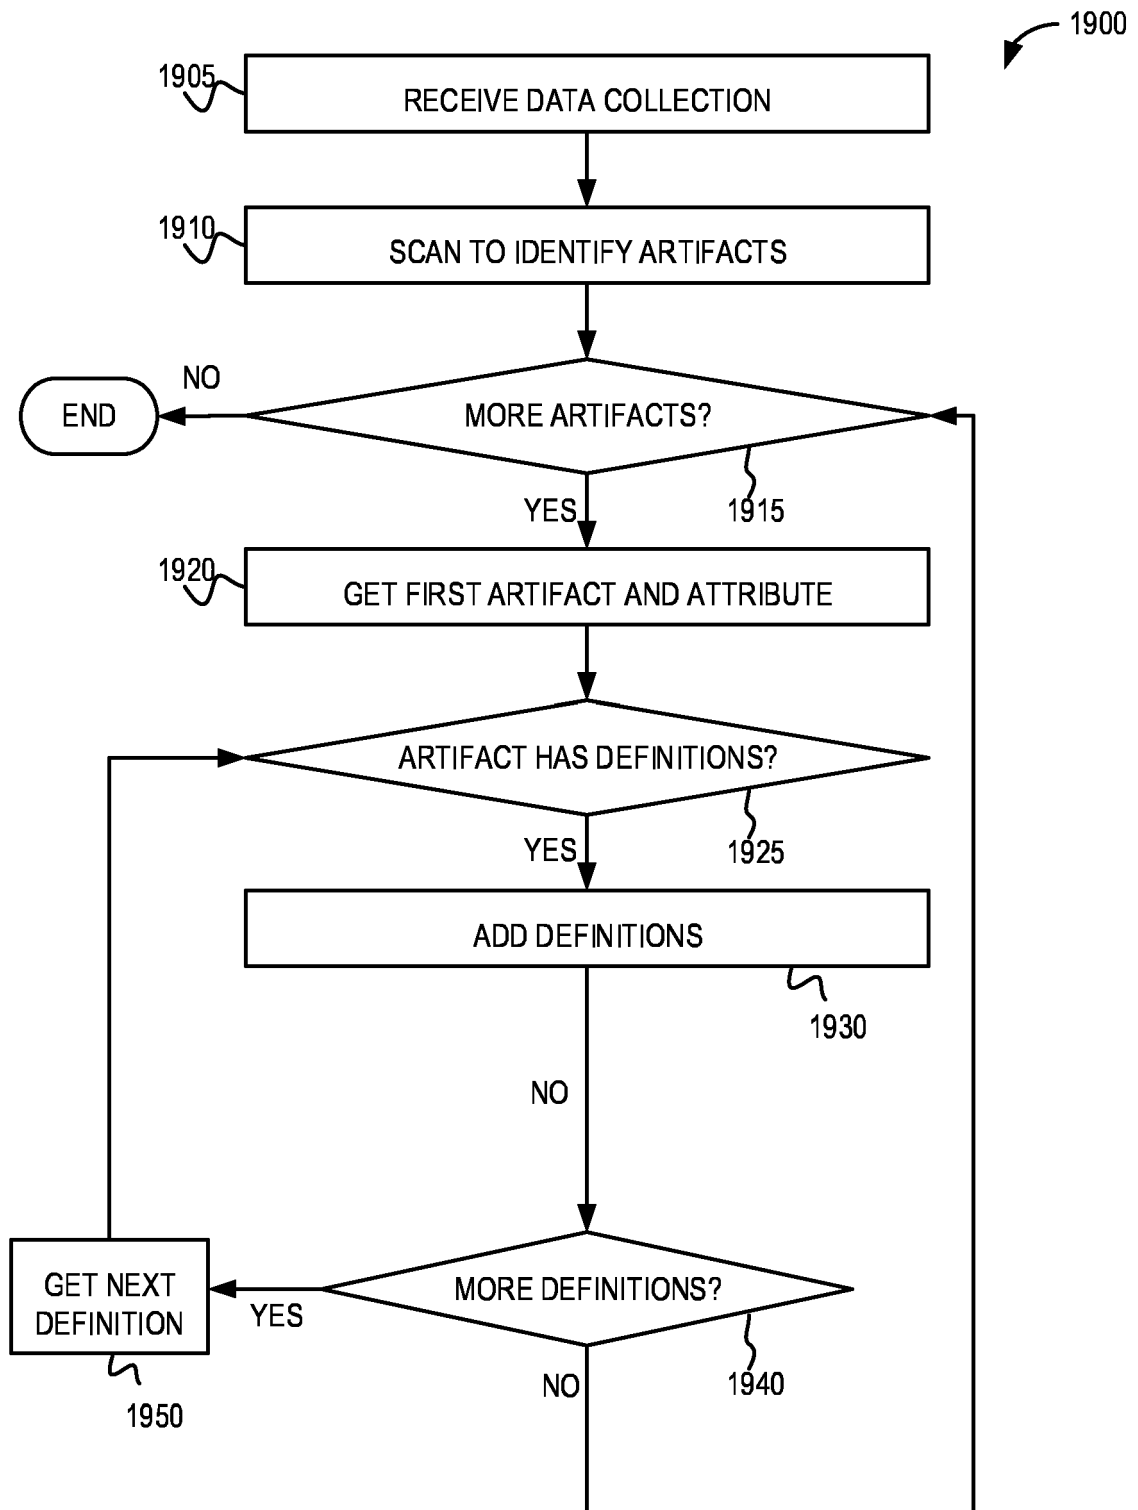 1900
1905
RECEIVE DATA COLLECTION
1910
SCAN TO IDENTIFY ARTIFACTS
NO
END
MORE ARTIFACTS?
YES
1915
1920
GET FIRST ARTIFACT AND ATTRIBUTE
ARTIFACT HAS DEFINITIONS?
YES
1925
ADD DEFINITIONS
1930
NO
MORE DEFINITIONS?
GET NEXT
DEFINITION
YES
NO
1940
1950